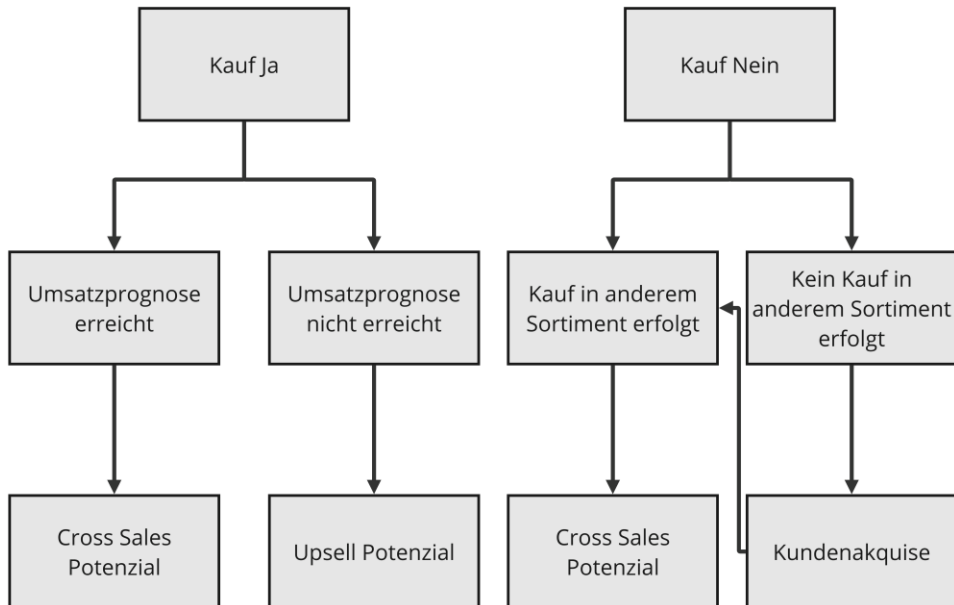 Kauf Ja
Kauf Nein
Umsatzprognose
erreicht
Umsatzprognose
nicht erreicht
Kauf in anderem
Sortiment erfolgt
Kein Kauf in
anderem Sortiment
erfolgt
Cross Sales
Potenzial
Upsell Potenzial
Cross Sales
Potenzial
Kundenakquise